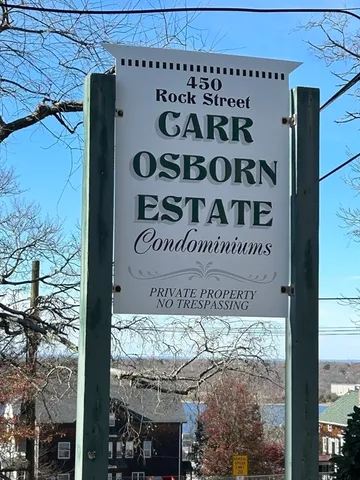 450
Rock Street
CARR
OSBORN
ESTATE
Condominiums
PRIVATE PROPERTY
NO TRESPASSING